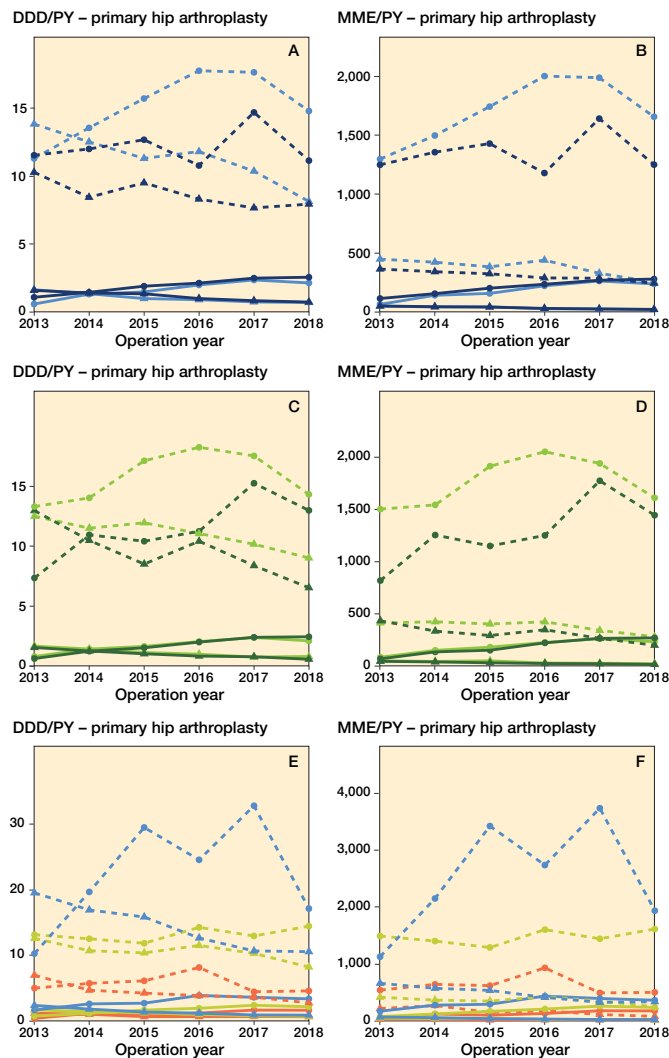 DDD/PY – primary hip arthroplasty
A
15
10
5
0
2013 2014 2015 2016 2017 2018
Operation year
MME/PY – primary hip arthroplasty
B
2,000
1,500
1,000
500
0
2013 2014 2015 2016 2017 2018
Operation year
DDD/PY – primary hip arthroplasty
C
15
10
5
0
2013 2014 2015 2016 2017 2018
Operation year
MME/PY – primary hip arthroplasty
D
2,000
1,500
1,000
500
0
2013 2014 2015 2016 2017 2018
Operation year
DDD/PY – primary hip arthroplasty
E
30
20
10
0
2013 2014 2015 2016 2017 2018
Operation year
MME/PY – primary hip arthroplasty
F
4,000
3,000
2,000
1,000
0
2013 2014 2015 2016 2017 2018
Operation year